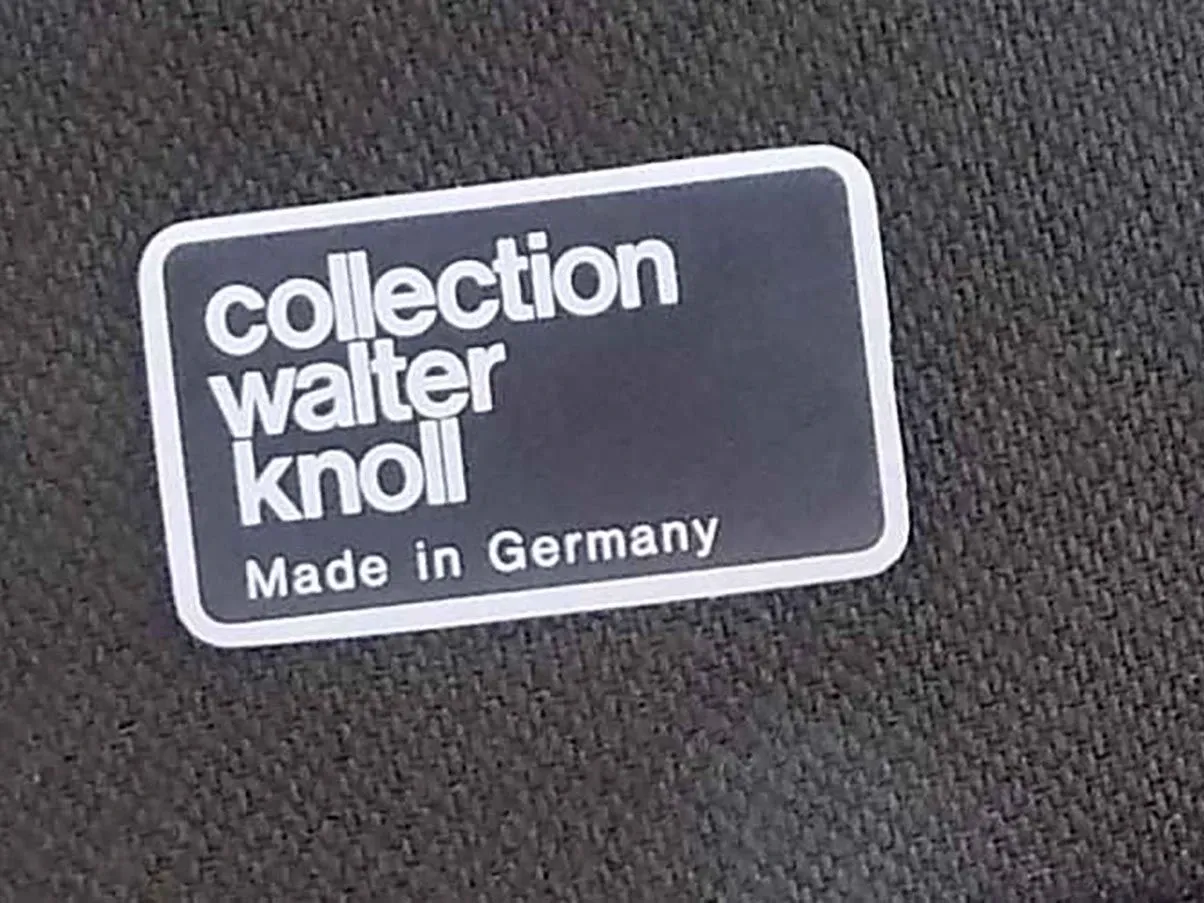 collection
walter
knoll
Made in Germany